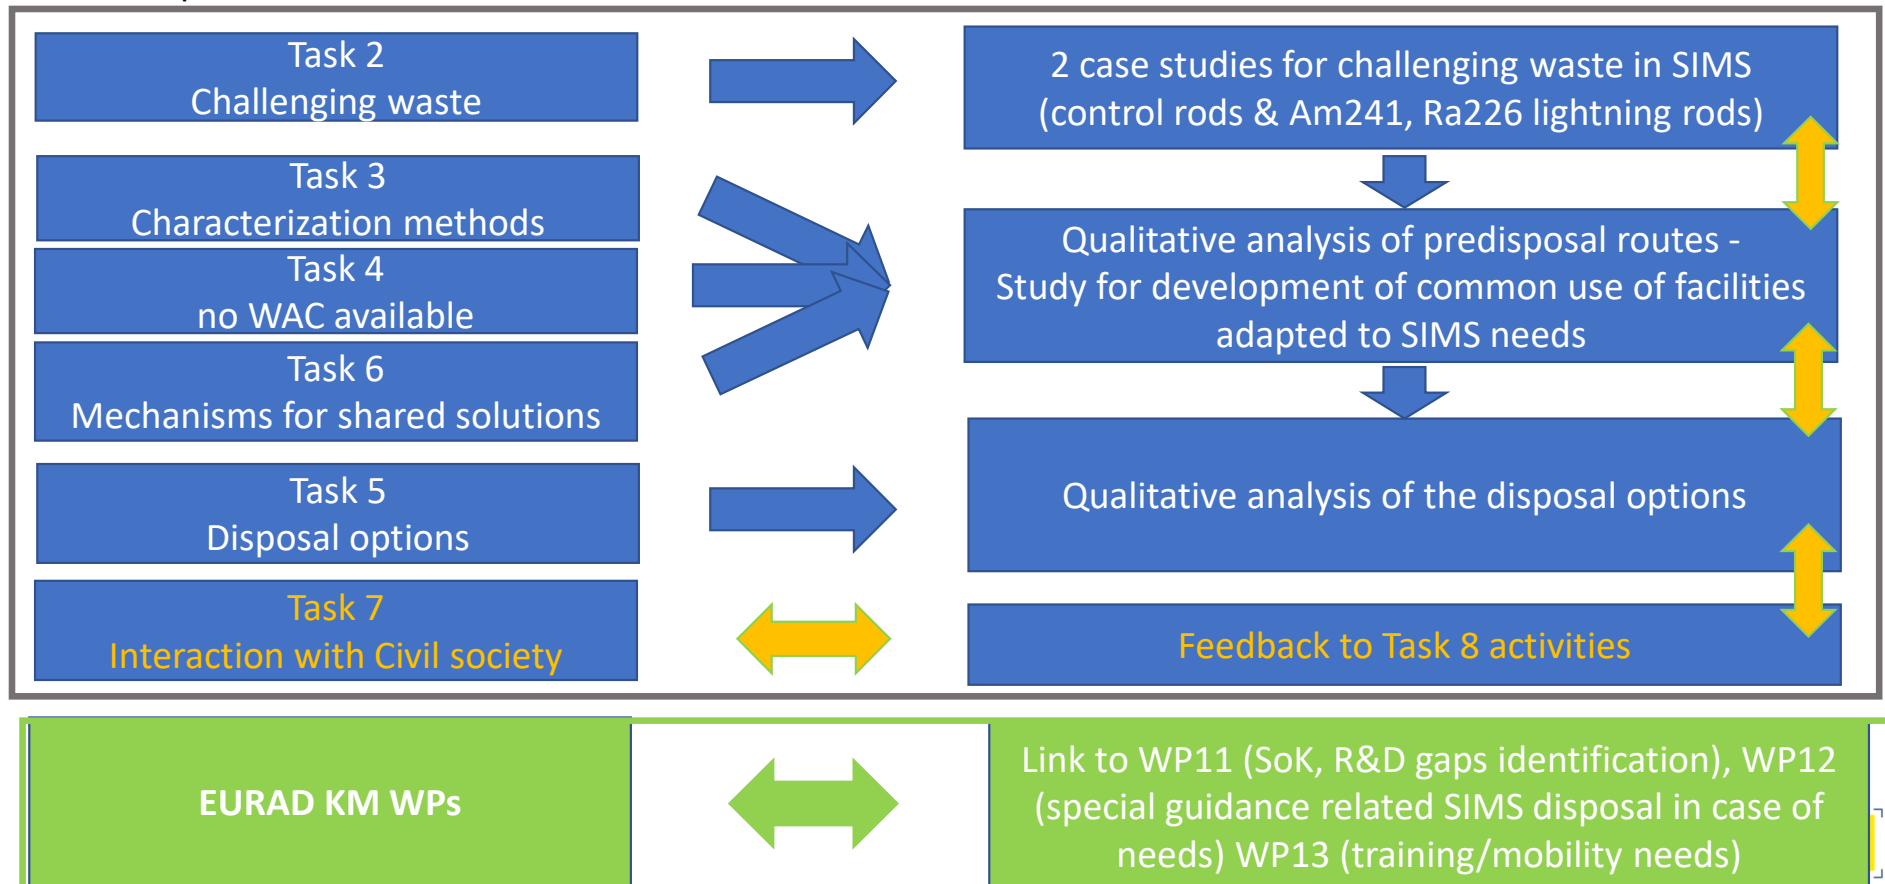 Task 2
Challenging waste
2 case studies for challenging waste in SIMS
(control rods & Am241, Ra226 lightning rods)
Task 3
Characterization methods
Task 4
no WAC available
Task 6
Mechanisms for shared solutions
Qualitative analysis of predisposal routes -
Study for development of common use of facilities
adapted to SIMS needs
Task 5
Disposal options
Qualitative analysis of the disposal options
Task 7
Interaction with Civil society
Feedback to Task 8 activities
EURAD KM WPs
Link to WP11 (SoK, R&D gaps identification), WP12
(special guidance related SIMS disposal in case of
needs) WP13 (training/mobility needs)